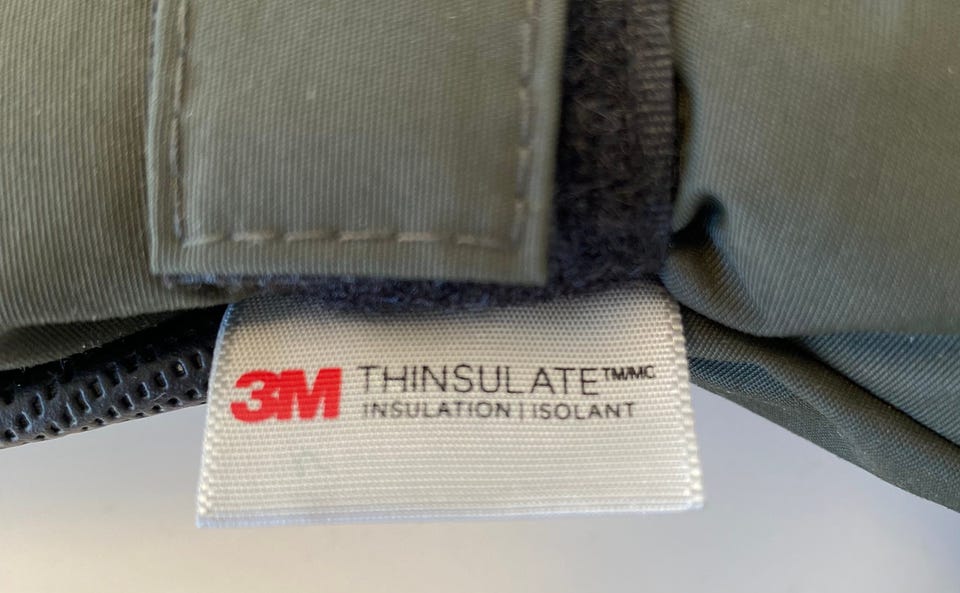 3M THINSULATE™/MC
INSULATION | ISOLANT